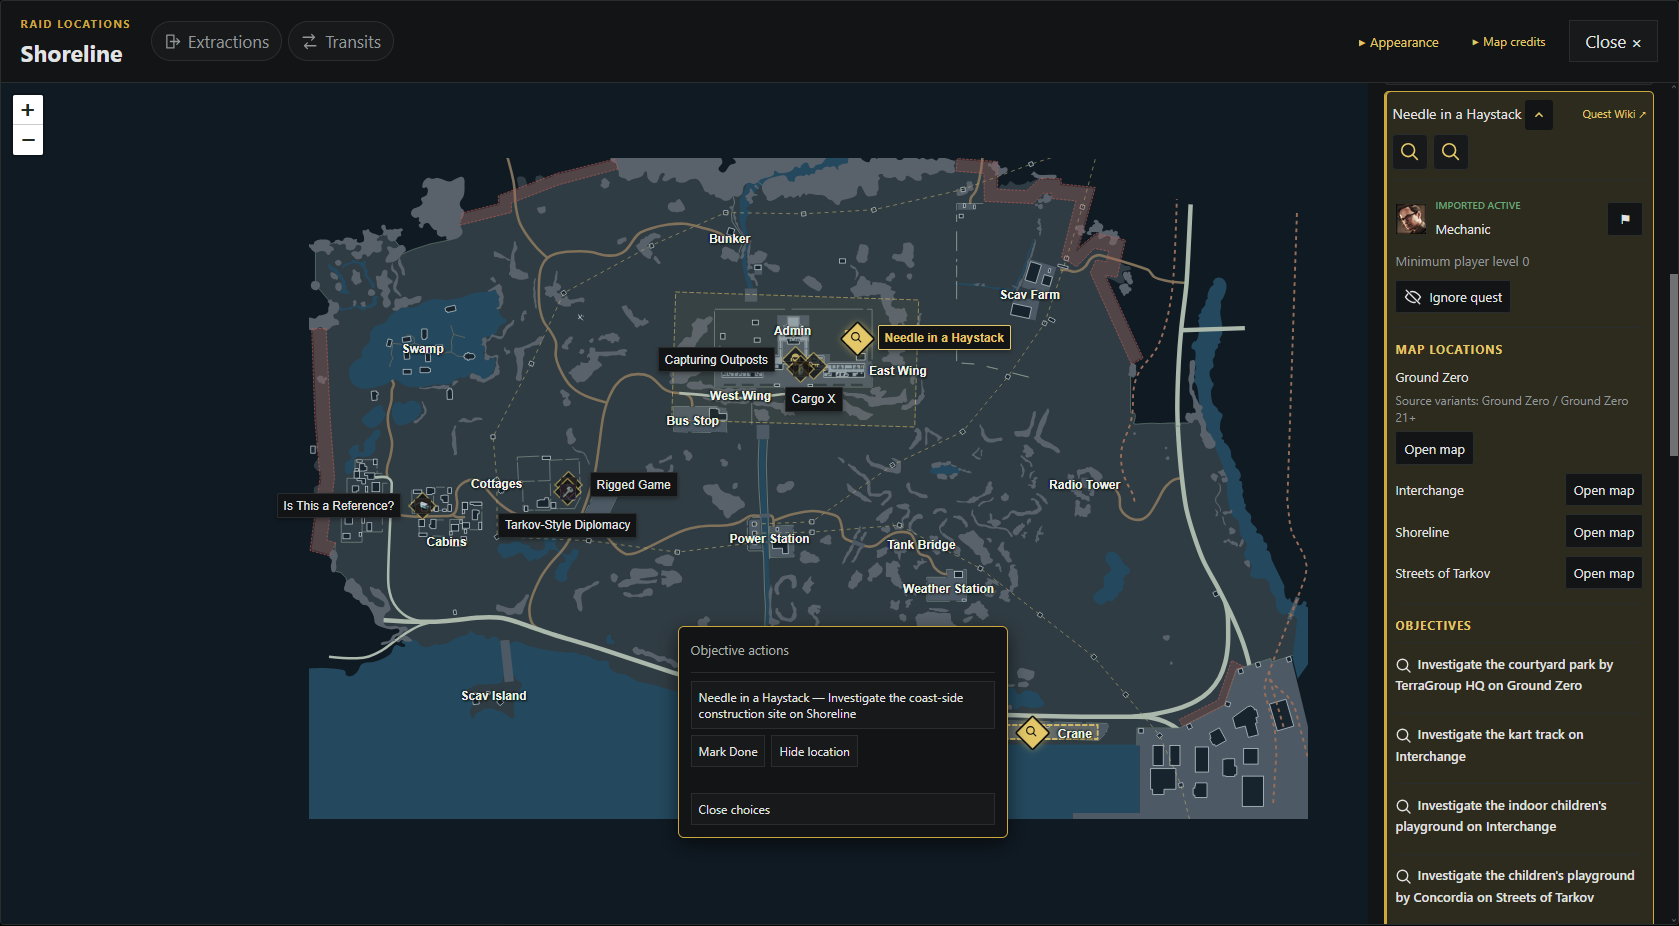 RAID LOCATIONS
Shoreline
Extractions
Transits
▸ Appearance
▸ Map credits
Close ×
+
−
Bunker
Scav Farm
Admin
Needle in a Haystack
Swamp
Capturing Outposts
East Wing
West Wing
Cargo X
Bus Stop
Cottages
Rigged Game
Radio Tower
Is This a Reference?
Tarkov-Style Diplomacy
Cabins
Power Station
Tank Bridge
Weather Station
Scav Island
Crane
Objective actions
Needle in a Haystack — Investigate the coast-side
construction site on Shoreline
Mark Done
Hide location
Close choices
Needle in a Haystack
Quest Wiki ↗
IMPORTED ACTIVE
Mechanic
Minimum player level 0
Ignore quest
MAP LOCATIONS
Ground Zero
Source variants: Ground Zero / Ground Zero
21+
Open map
Interchange
Open map
Shoreline
Open map
Streets of Tarkov
Open map
OBJECTIVES
Investigate the courtyard park by
TerraGroup HQ on Ground Zero
Investigate the kart track on
Interchange
Investigate the indoor children's
playground on Interchange
Investigate the children's playground
by Concordia on Streets of Tarkov